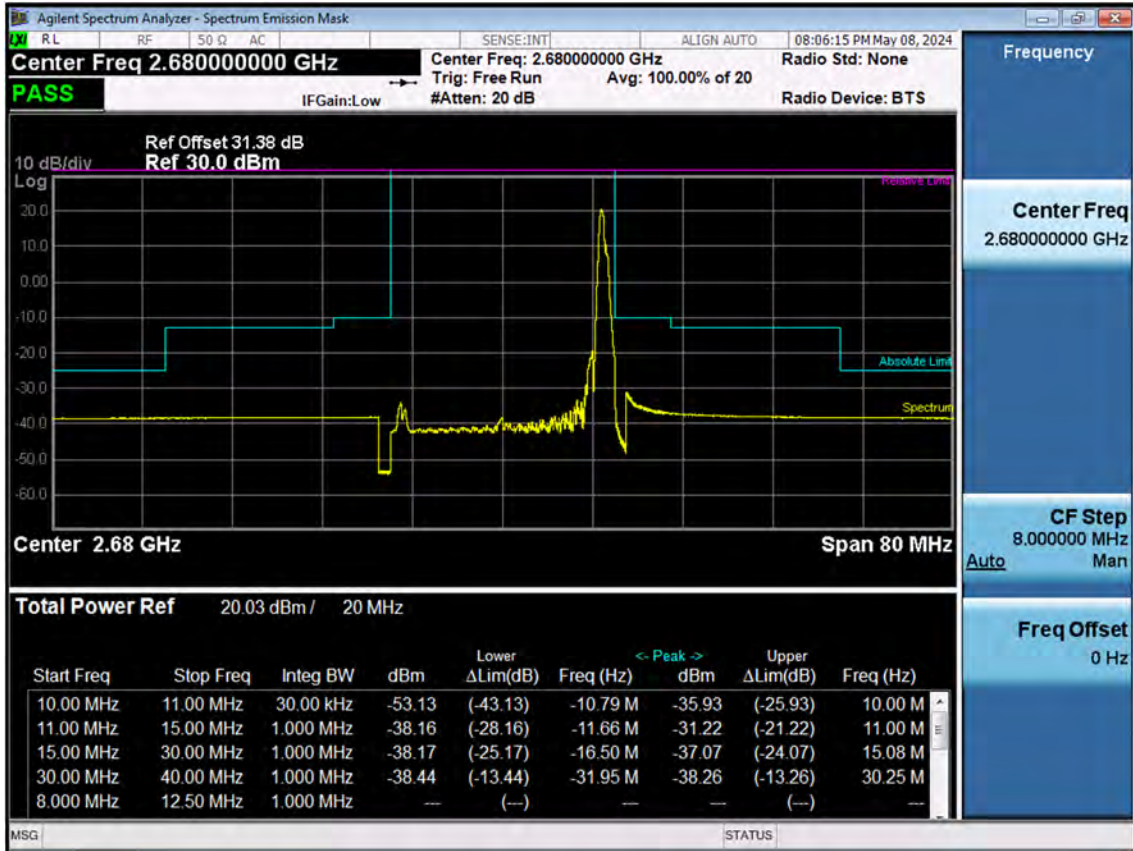 Agilent Spectrum Analyzer - Spectrum Emission Mask
LXI RL RF 50 Ω AC SENSE:INT ALIGN AUTO 08:06:15 PM May 08, 2024
Center Freq 2.680000000 GHz
PASS
IFGain:Low
Center Freq: 2.680000000 GHz
Trig: Free Run Avg: 100.00% of 20
#Atten: 20 dB
Radio Std: None
Radio Device: BTS
Ref Offset 31.38 dB
10 dB/div Ref 30.0 dBm
Log
Relative Limit
20.0
10.0
0.00
-10.0
-20.0
Absolute Limit
-30.0
Spectrum
-40.0
-50.0
-60.0
Center 2.68 GHz Span 80 MHz
Total Power Ref 20.03 dBm / 20 MHz
Lower <- Peak -> Upper
Start Freq Stop Freq Integ BW dBm ΔLim(dB) Freq (Hz) dBm ΔLim(dB) Freq (Hz)
10.00 MHz 11.00 MHz 30.00 kHz -53.13 (-43.13) -10.79 M -35.93 (-25.93) 10.00 M
11.00 MHz 15.00 MHz 1.000 MHz -38.16 (-28.16) -11.66 M -31.22 (-21.22) 11.00 M
15.00 MHz 30.00 MHz 1.000 MHz -38.17 (-25.17) -16.50 M -37.07 (-24.07) 15.08 M
30.00 MHz 40.00 MHz 1.000 MHz -38.44 (-13.44) -31.95 M -38.26 (-13.26) 30.25 M
8.000 MHz 12.50 MHz 1.000 MHz --- (---) --- --- (---) ---
MSG STATUS
Frequency
Center Freq
2.680000000 GHz
CF Step
8.000000 MHz
Auto Man
Freq Offset
0 Hz